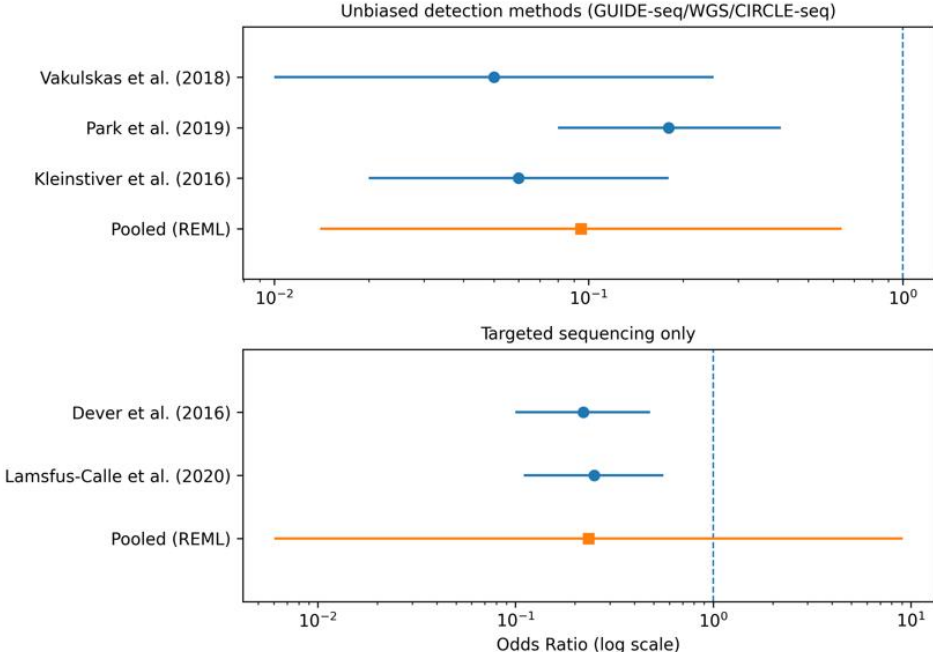 Unbiased detection methods (GUIDE-seq/WGS/CIRCLE-seq)
Vakulskas et al. (2018)
Park et al. (2019)
Kleinstiver et al. (2016)
Pooled (REML)
10⁻² 10⁻¹ 10⁰
Targeted sequencing only
Dever et al. (2016)
Lamsfus-Calle et al. (2020)
Pooled (REML)
10⁻² 10⁻¹ 10⁰ 10¹
Odds Ratio (log scale)